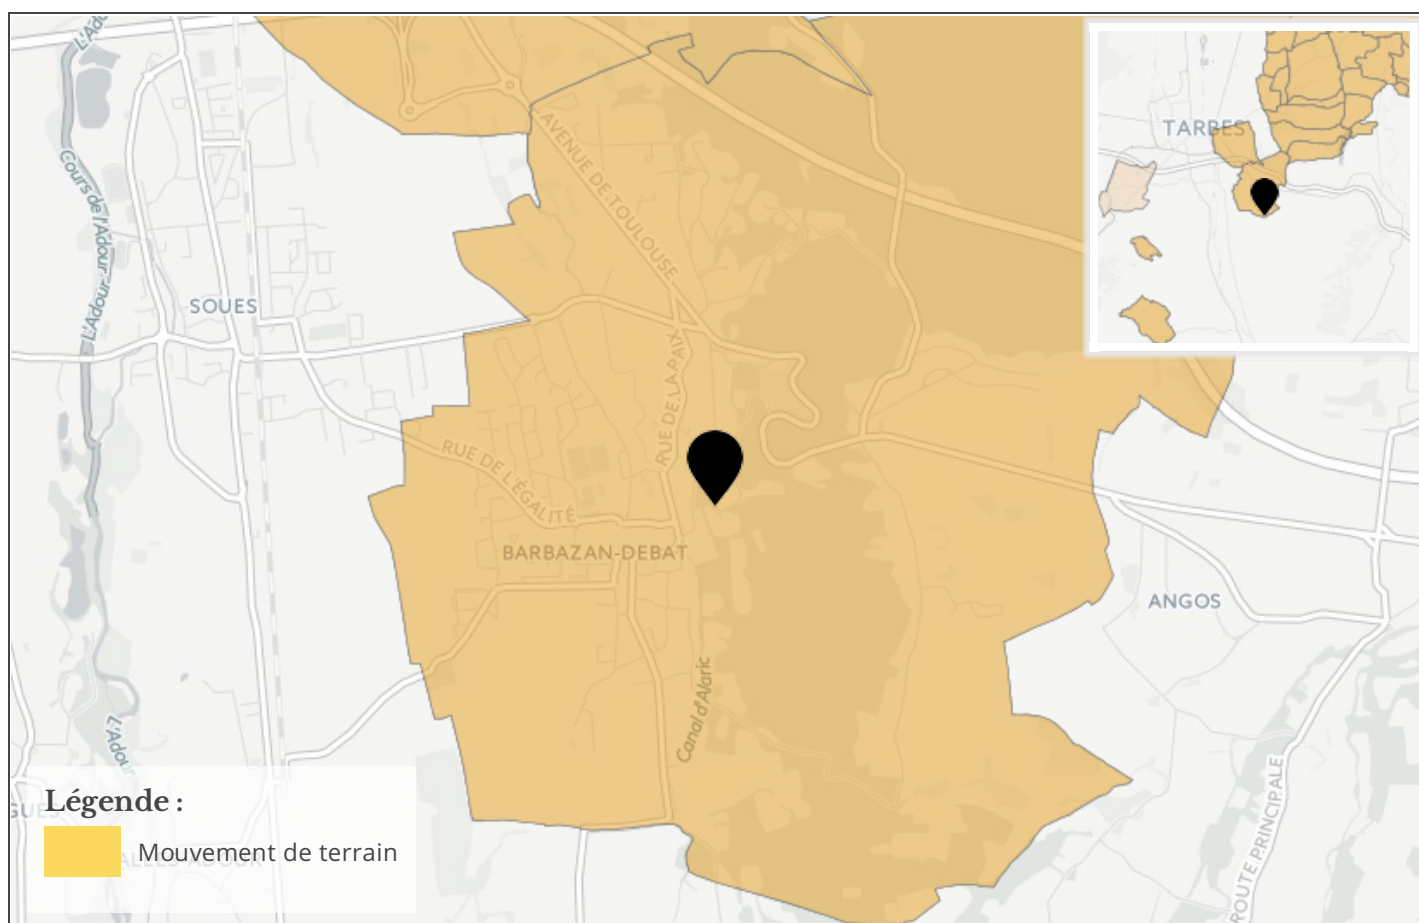 L'Ado
Cours de l'Adour
L'Adour
SOUES
AVENUE DE TOULOUSE
RUE DE LA PAIX
RUE DE L'ÉGALITÉ
BARBAZAN-DEBAT
Canal d'Alaric
L'Adour
ANGOS
ROUTE PRINCIPALE
TARBES
Légende :
Mouvement de terrain